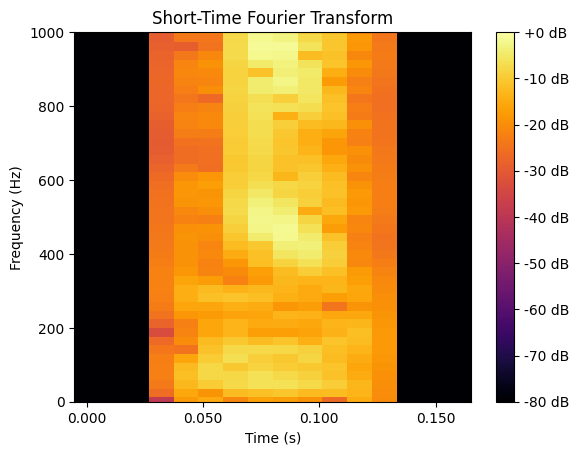 Short-Time Fourier Transform
1000
800
600
400
200
0
Frequency (Hz)
0.000
0.050
0.100
0.150
Time (s)
+0 dB
-10 dB
-20 dB
-30 dB
-40 dB
-50 dB
-60 dB
-70 dB
-80 dB